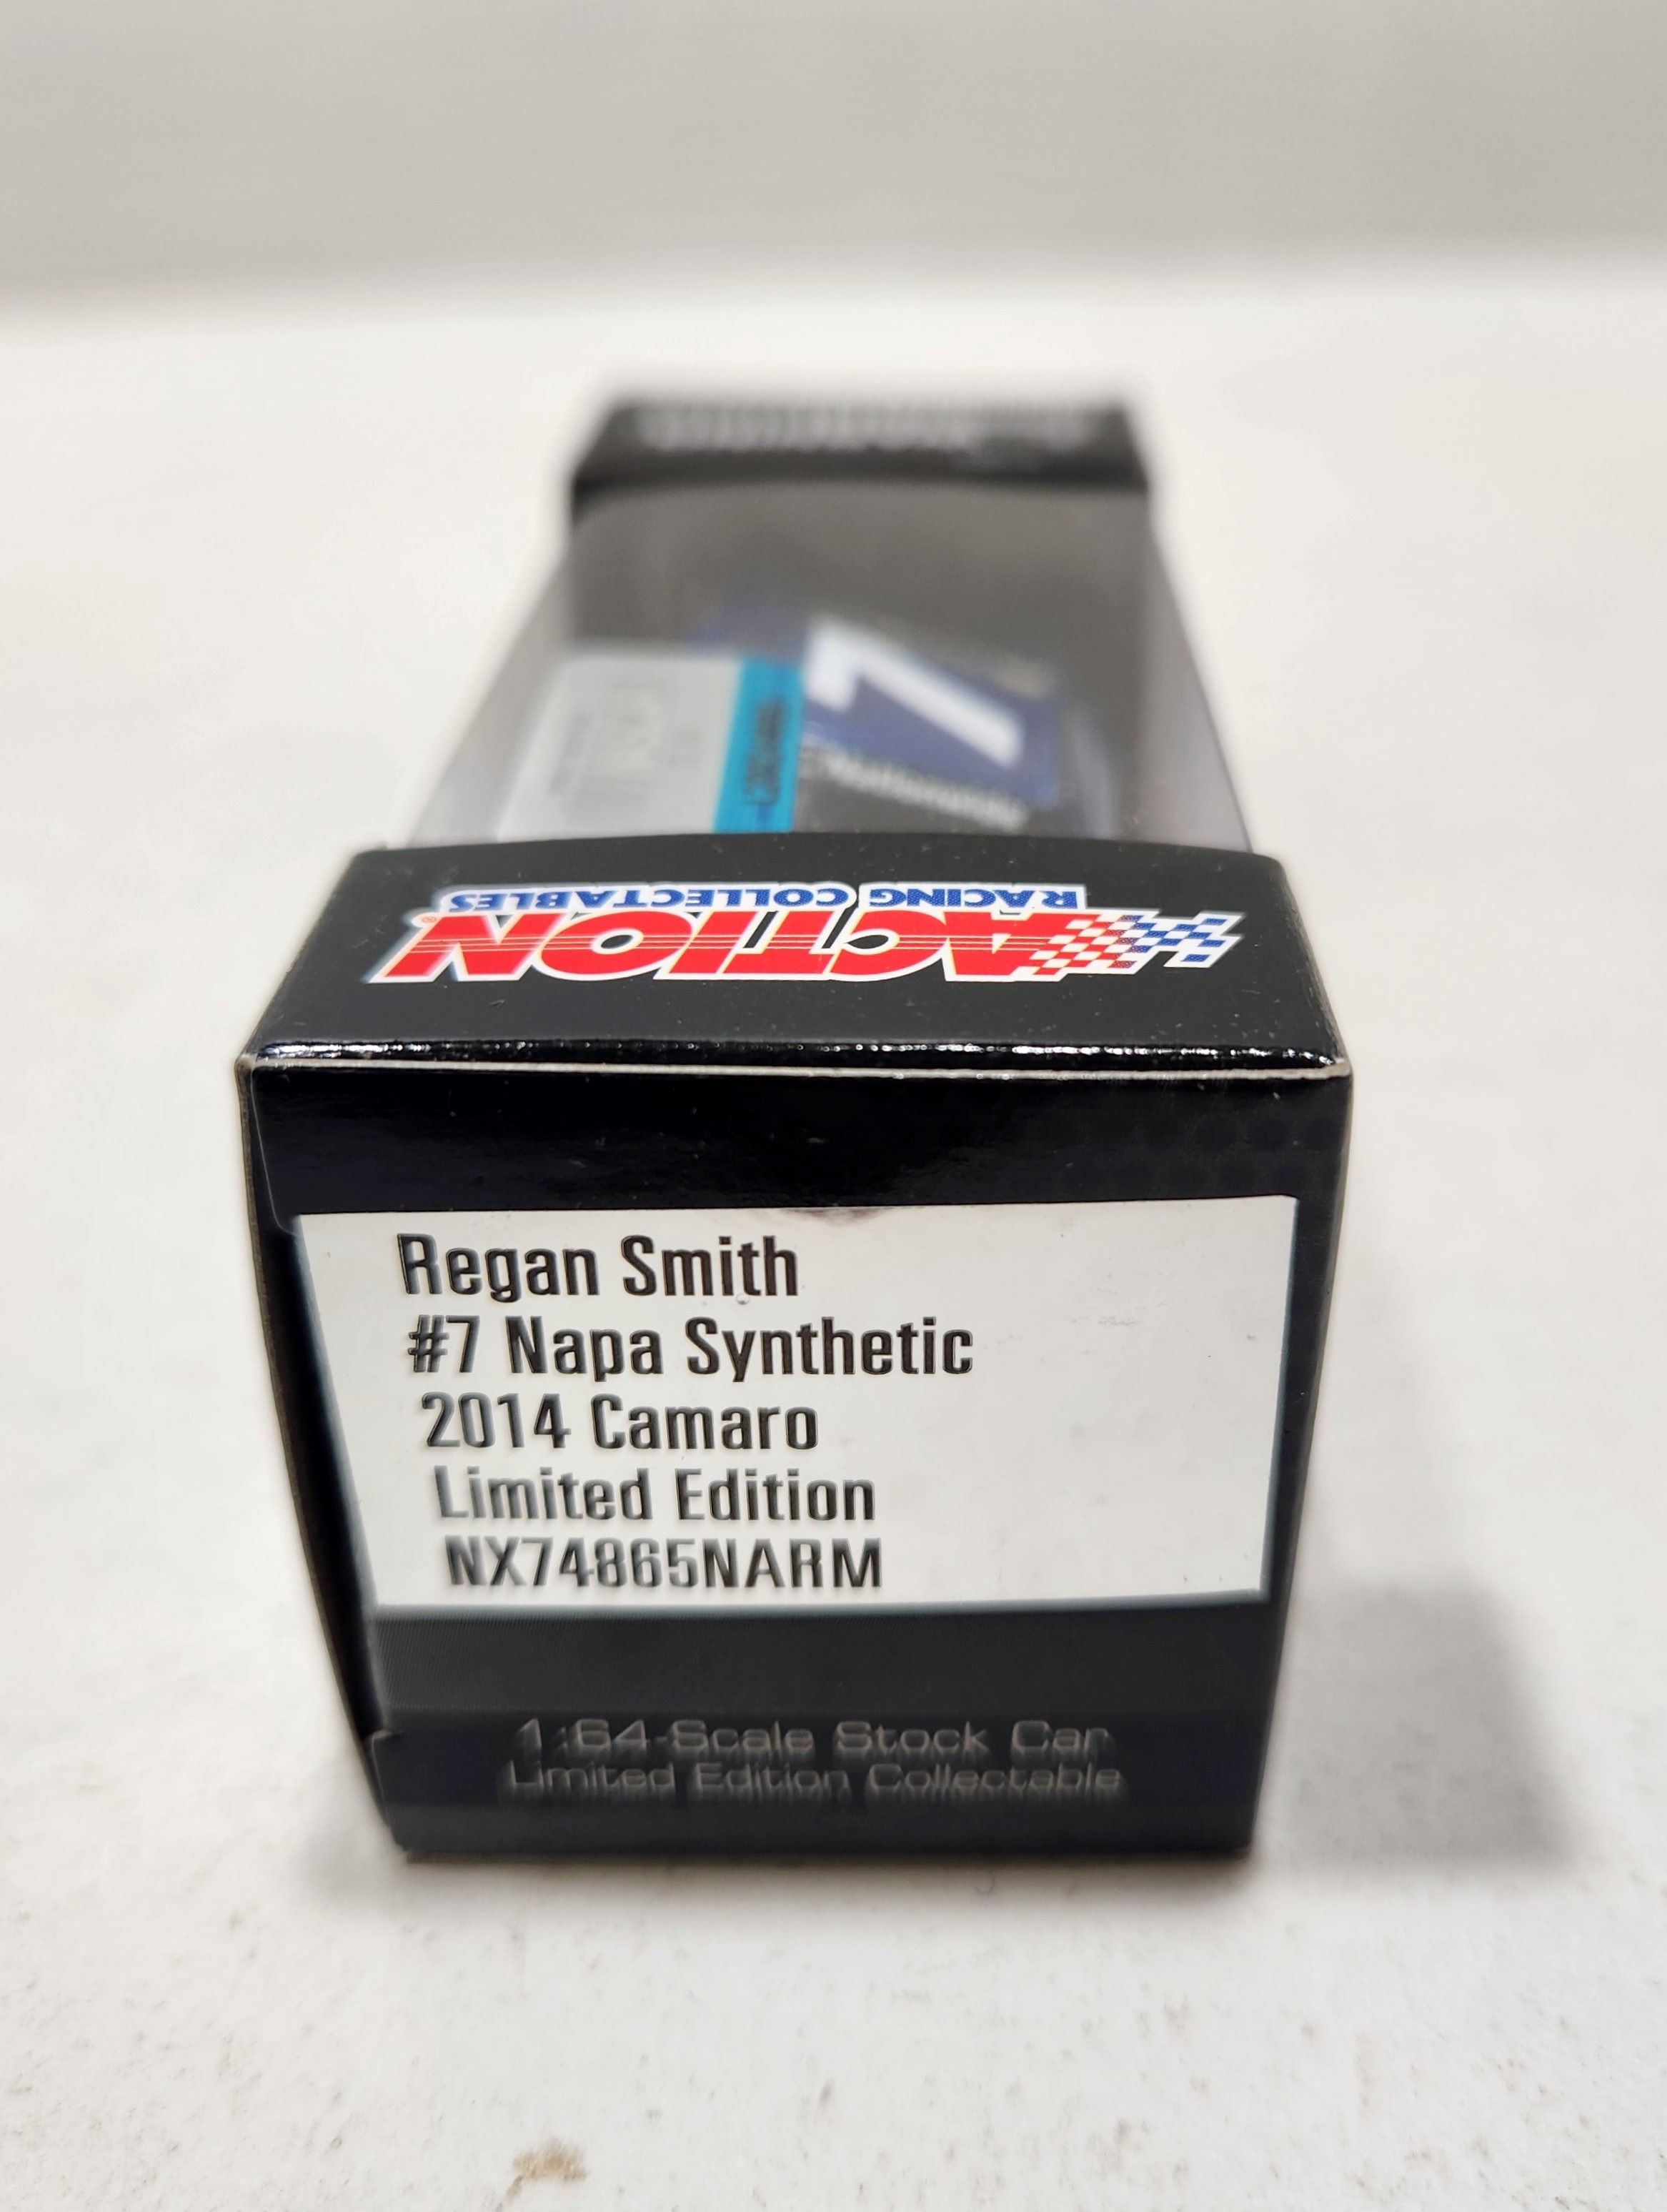 7
ACTION®
RACING COLLECTABLES
Regan Smith
#7 Napa Synthetic
2014 Camaro
Limited Edition
NX74865NARM
1:64-Scale Stock Car
Limited Edition Collectable